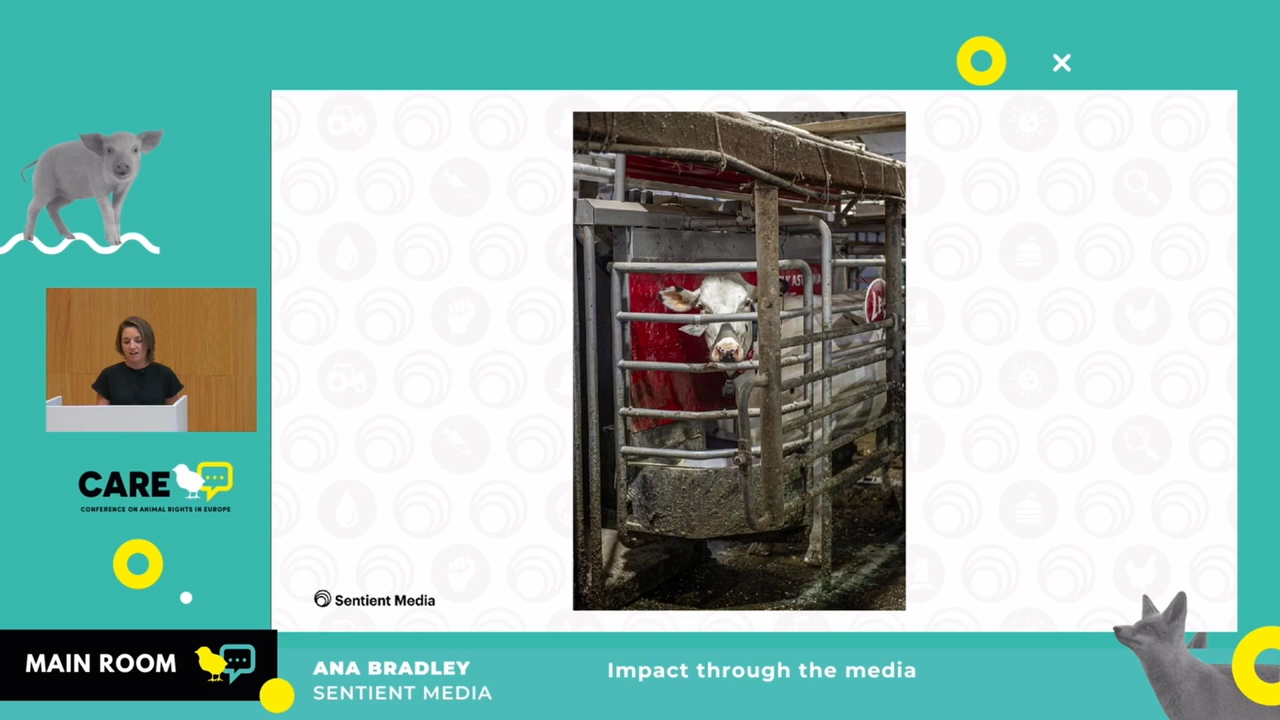 CARE
CONFERENCE ON ANIMAL RIGHTS IN EUROPE
Sentient Media
MAIN ROOM
ANA BRADLEY
SENTIENT MEDIA
Impact through the media